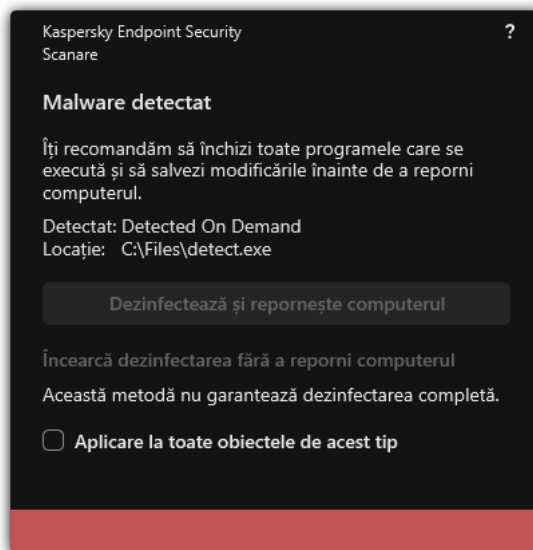 Kaspersky Endpoint Security
?
Scanare
Malware detectat
Îți recomandăm să închizi toate programele care se
execută și să salvezi modificările înainte de a reporni
computerul.
Detectat: Detected On Demand
Locație: C:\Files\detect.exe
Dezinfectează și repornește computerul
Încearcă dezinfectarea fără a reporni computerul
Această metodă nu garantează dezinfectarea completă.
Aplicare la toate obiectele de acest tip